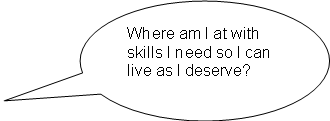 Where am I at with
skills I need so I can
live as I deserve?